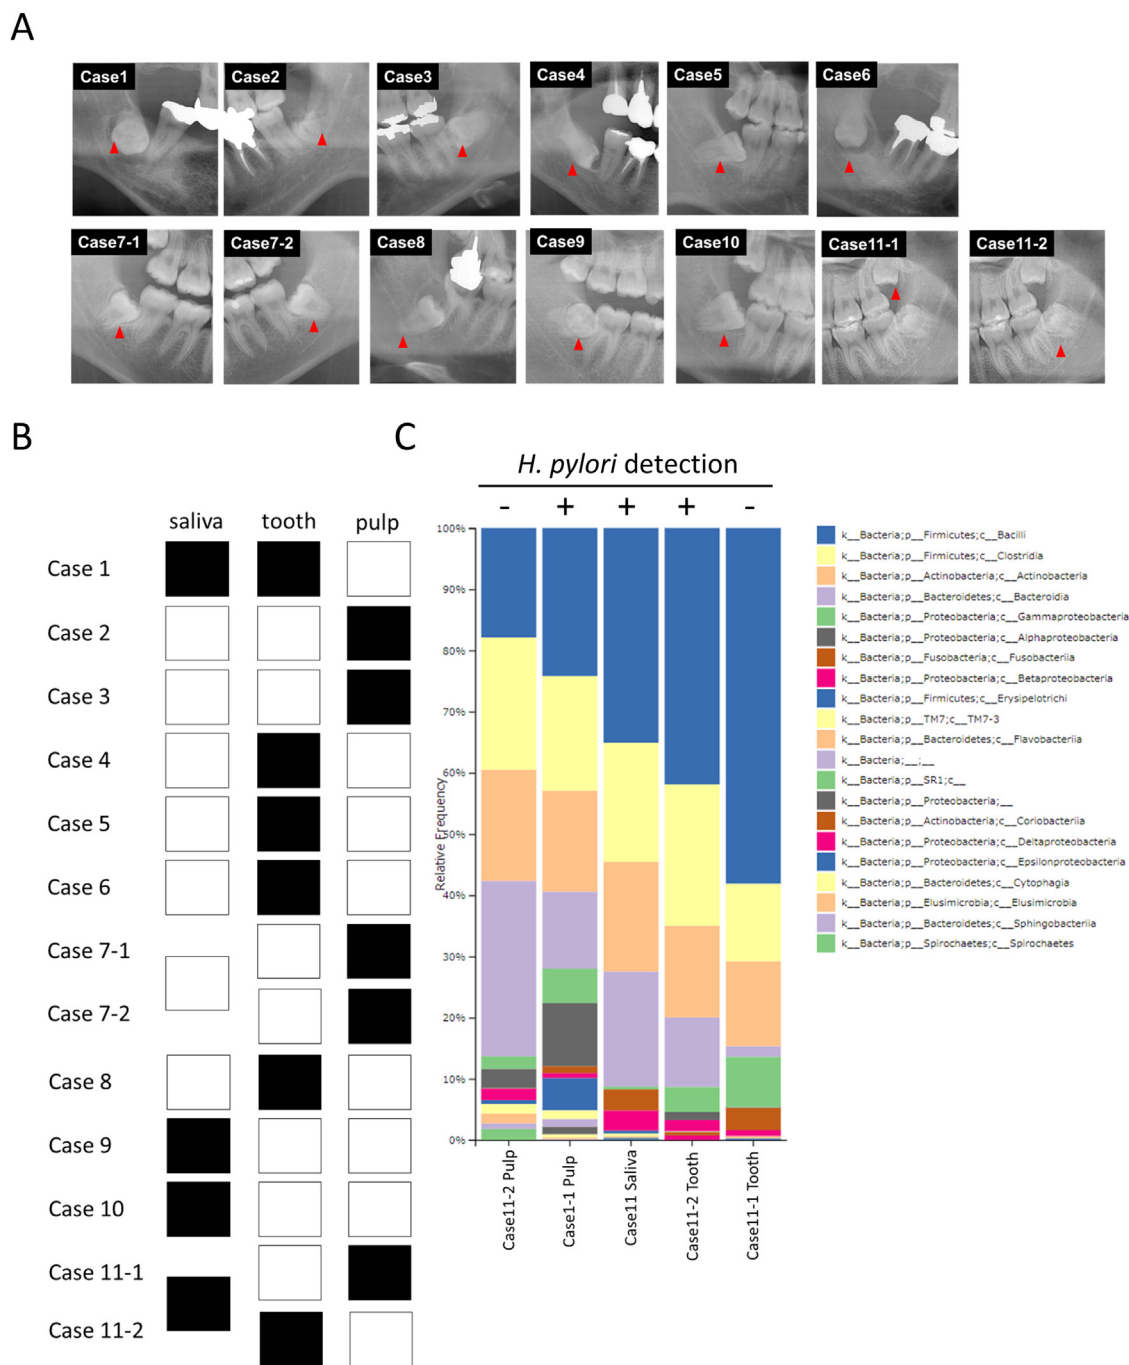 A
Case1 Case2 Case3 Case4 Case5 Case6
Case7-1 Case7-2 Case8 Case9 Case10 Case11-1 Case11-2
B
saliva tooth pulp
Case 1
Case 2
Case 3
Case 4
Case 5
Case 6
Case 7-1
Case 7-2
Case 8
Case 9
Case 10
Case 11-1
Case 11-2
C
H. pylori detection
- + + + -
100%
90%
80%
70%
60%
50%
40%
30%
20%
10%
0%
Relative Frequency
Case11-2 Pulp
Case1-1 Pulp
Case11 Saliva
Case11-2 Tooth
Case11-1 Tooth
k__Bacteria;p__Firmicutes;c__Bacilli
k__Bacteria;p__Firmicutes;c__Clostridia
k__Bacteria;p__Actinobacteria;c__Actinobacteria
k__Bacteria;p__Bacteroidetes;c__Bacteroidia
k__Bacteria;p__Proteobacteria;c__Gammaproteobacteria
k__Bacteria;p__Proteobacteria;c__Alphaproteobacteria
k__Bacteria;p__Fusobacteria;c__Fusobacteriia
k__Bacteria;p__Proteobacteria;c__Betaproteobacteria
k__Bacteria;p__Firmicutes;c__Erysipelotrichi
k__Bacteria;p__TM7;c__TM7-3
k__Bacteria;p__Bacteroidetes;c__Flavobacteriia
k__Bacteria;__;__
k__Bacteria;p__SR1;c__
k__Bacteria;p__Proteobacteria;__
k__Bacteria;p__Actinobacteria;c__Coriobacteriia
k__Bacteria;p__Proteobacteria;c__Deltaproteobacteria
k__Bacteria;p__Proteobacteria;c__Epsilonproteobacteria
k__Bacteria;p__Bacteroidetes;c__Cytophagia
k__Bacteria;p__Elusimicrobia;c__Elusimicrobia
k__Bacteria;p__Bacteroidetes;c__Sphingobacteriia
k__Bacteria;p__Spirochaetes;c__Spirochaetes